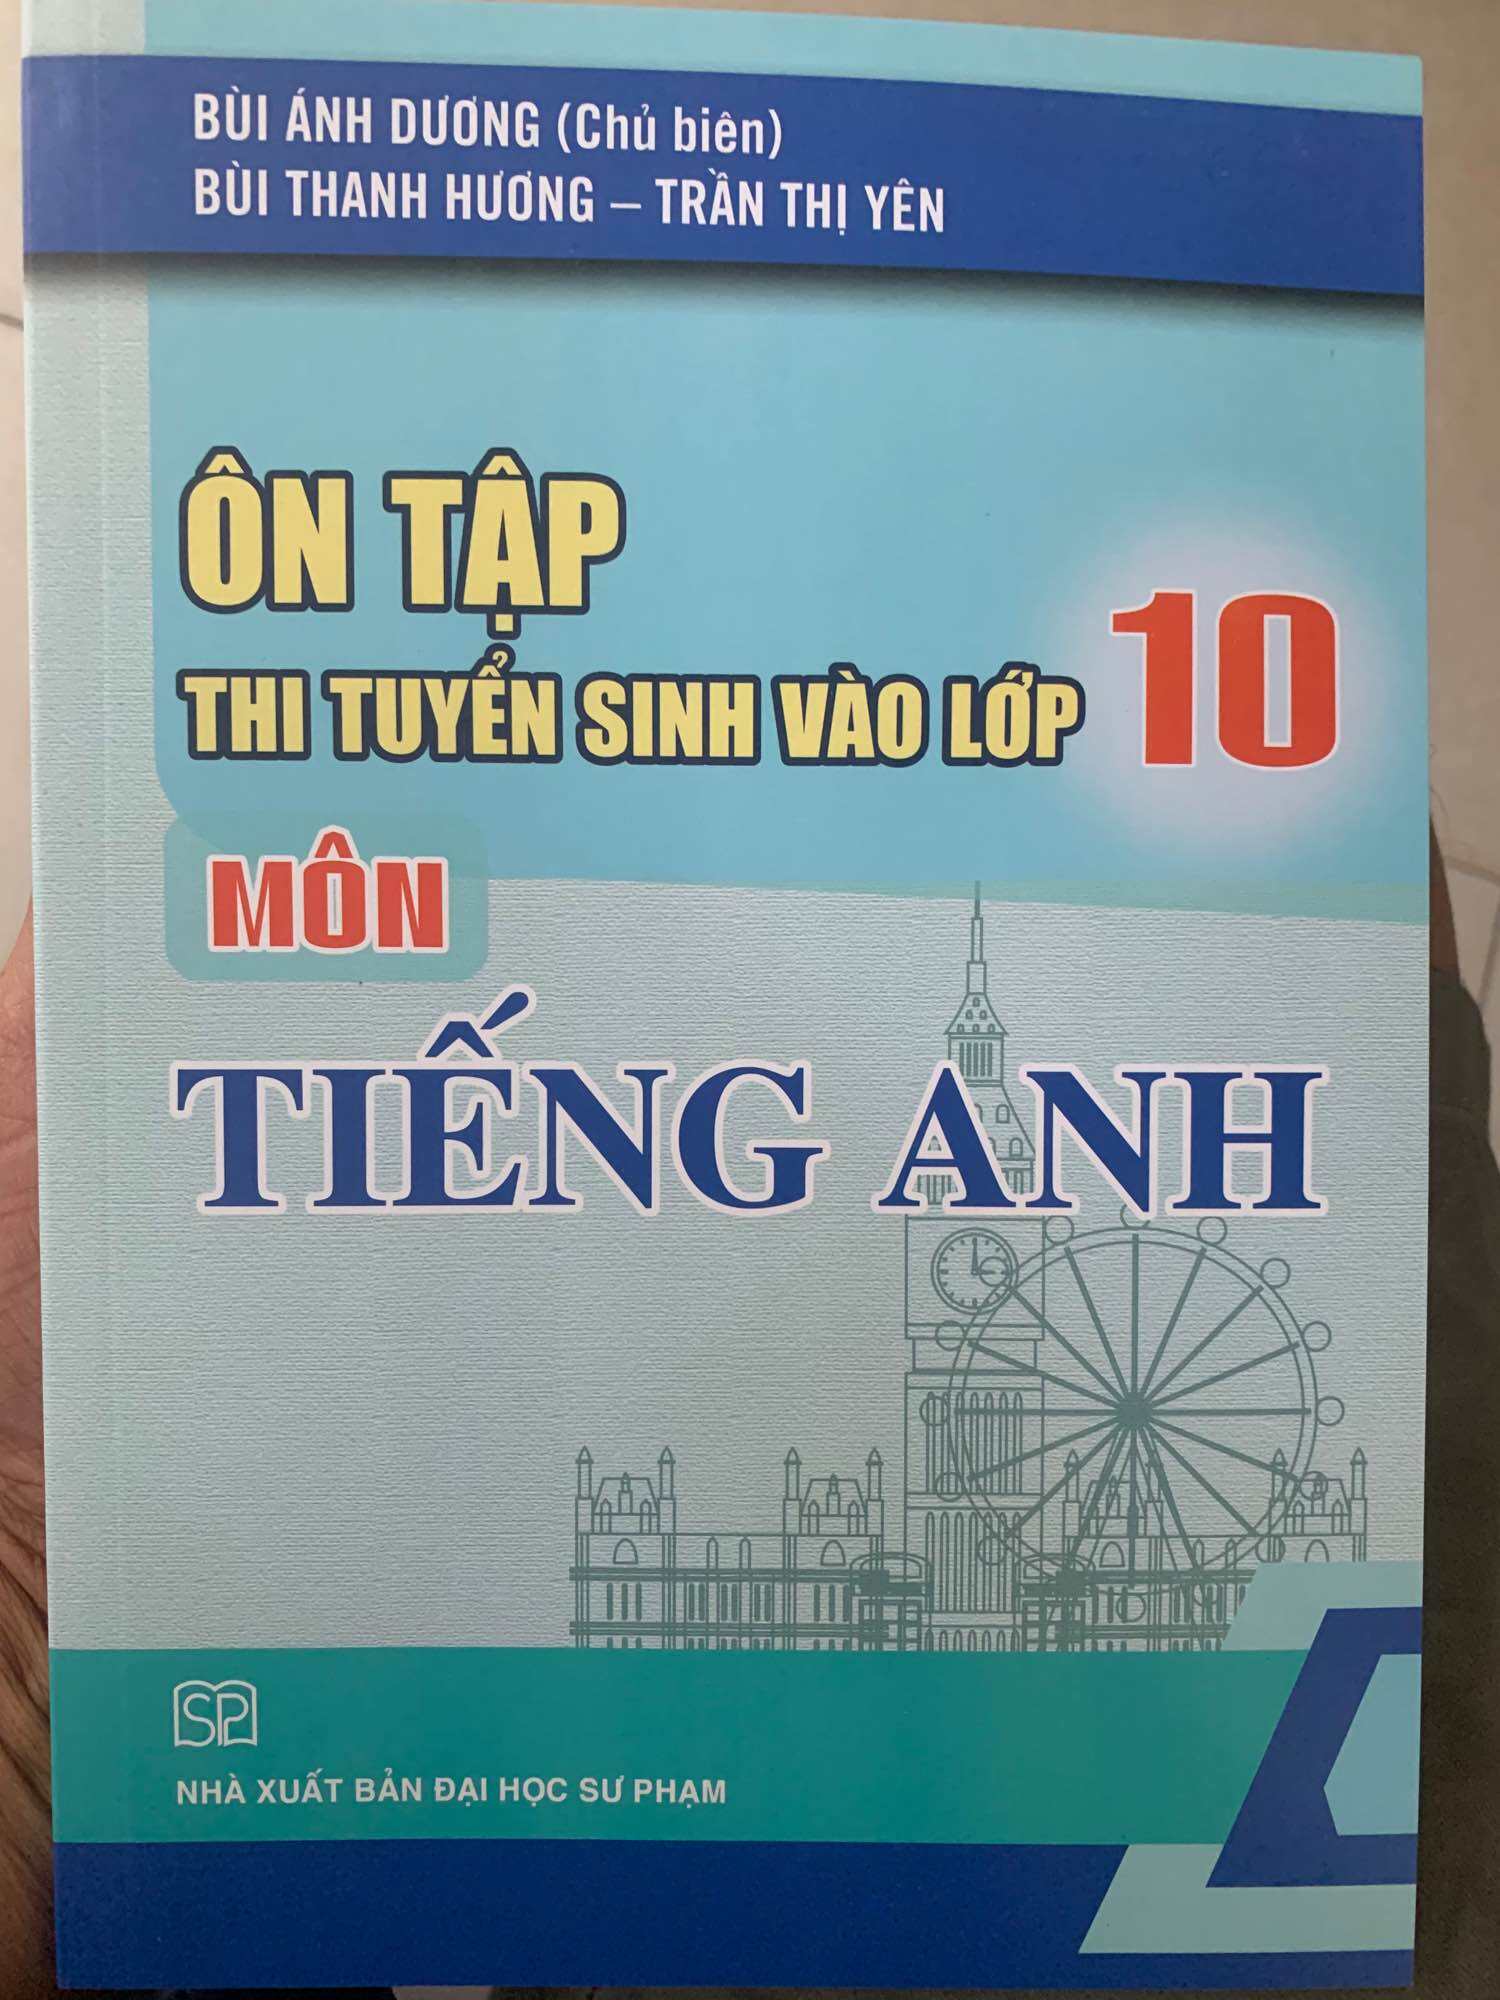 BÙI ÁNH DƯƠNG (Chủ biên)
BÙI THANH HƯƠNG – TRẦN THỊ YÊN
ÔN TẬP
THI TUYỂN SINH VÀO LỚP 10
MÔN
TIẾNG ANH
SP
NHÀ XUẤT BẢN ĐẠI HỌC SƯ PHẠM